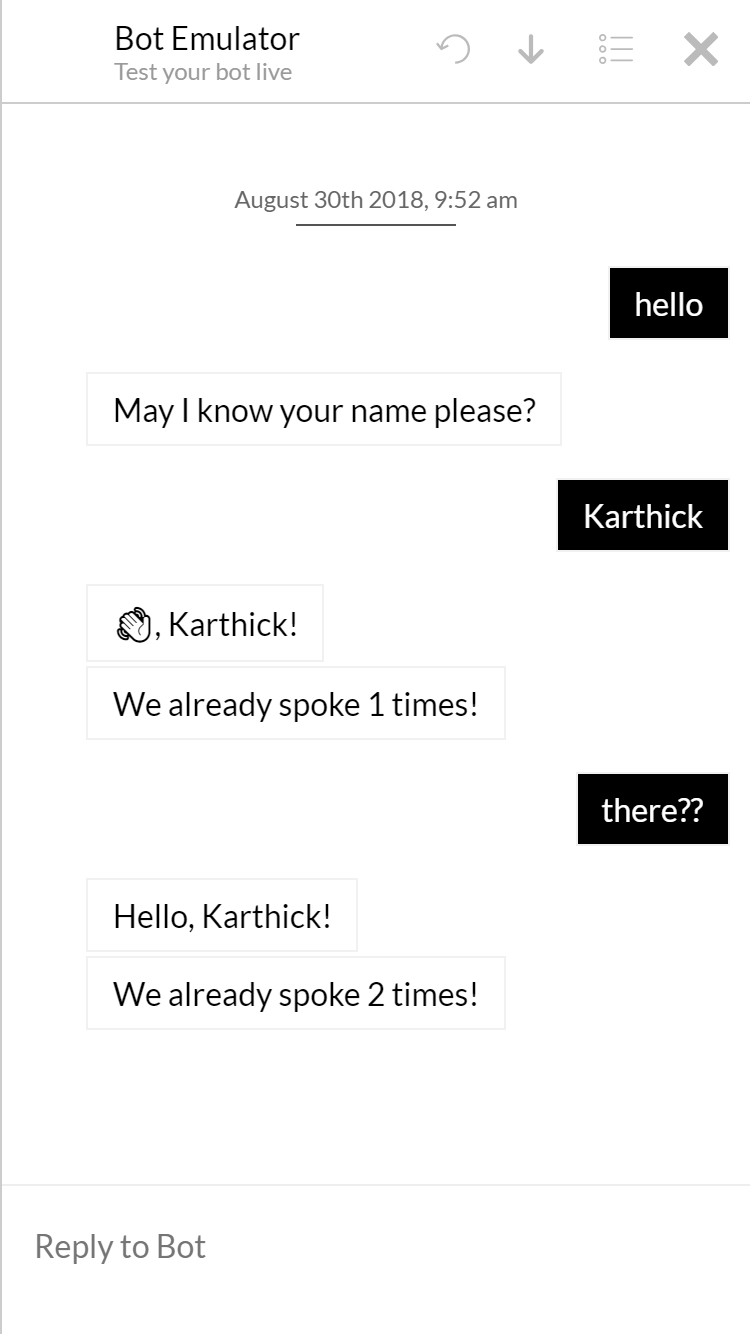 Bot Emulator
Test your bot live
August 30th 2018, 9:52 am
hello
May I know your name please?
Karthick
👋, Karthick!
We already spoke 1 times!
there??
Hello, Karthick!
We already spoke 2 times!
Reply to Bot